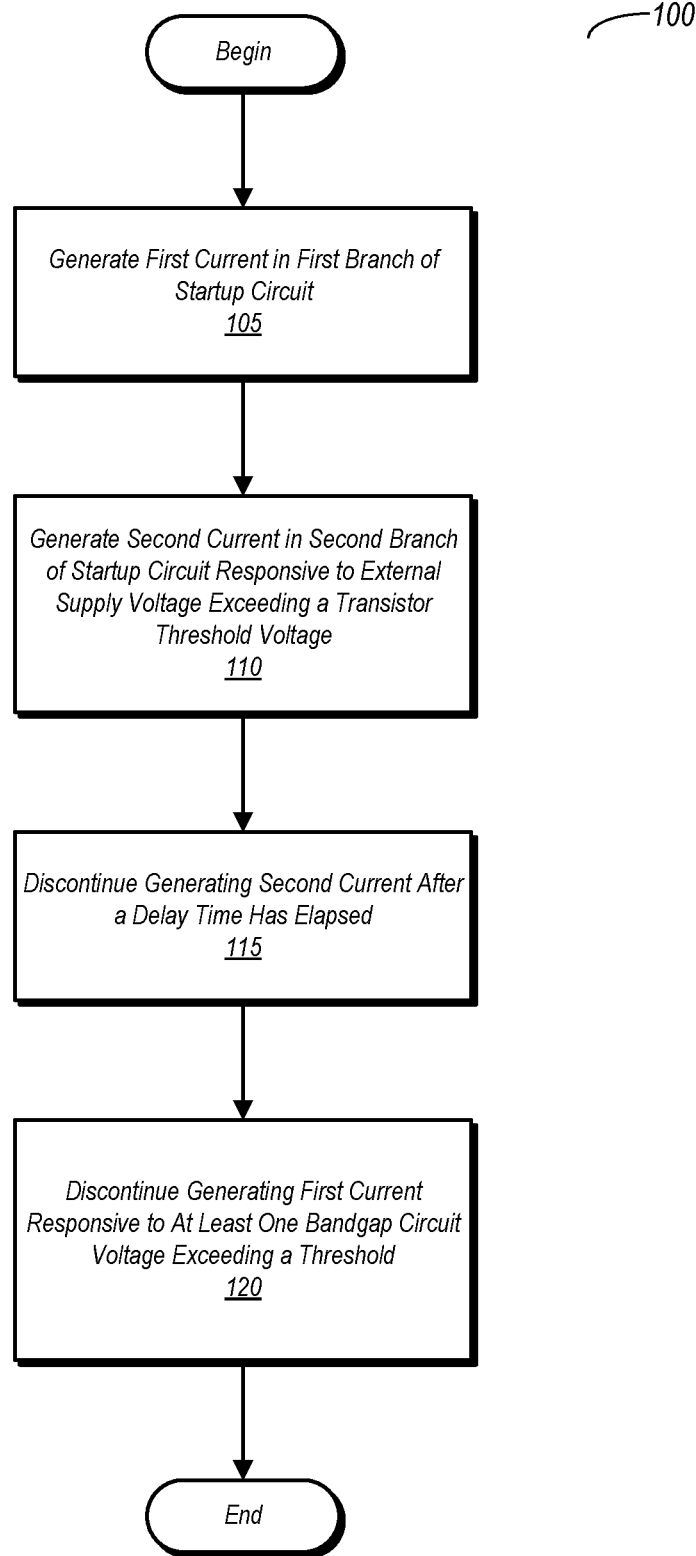 100
Begin
Generate First Current in First Branch of
Startup Circuit
105
Generate Second Current in Second Branch
of Startup Circuit Responsive to External
Supply Voltage Exceeding a Transistor
Threshold Voltage
110
Discontinue Generating Second Current After
a Delay Time Has Elapsed
115
Discontinue Generating First Current
Responsive to At Least One Bandgap Circuit
Voltage Exceeding a Threshold
120
End